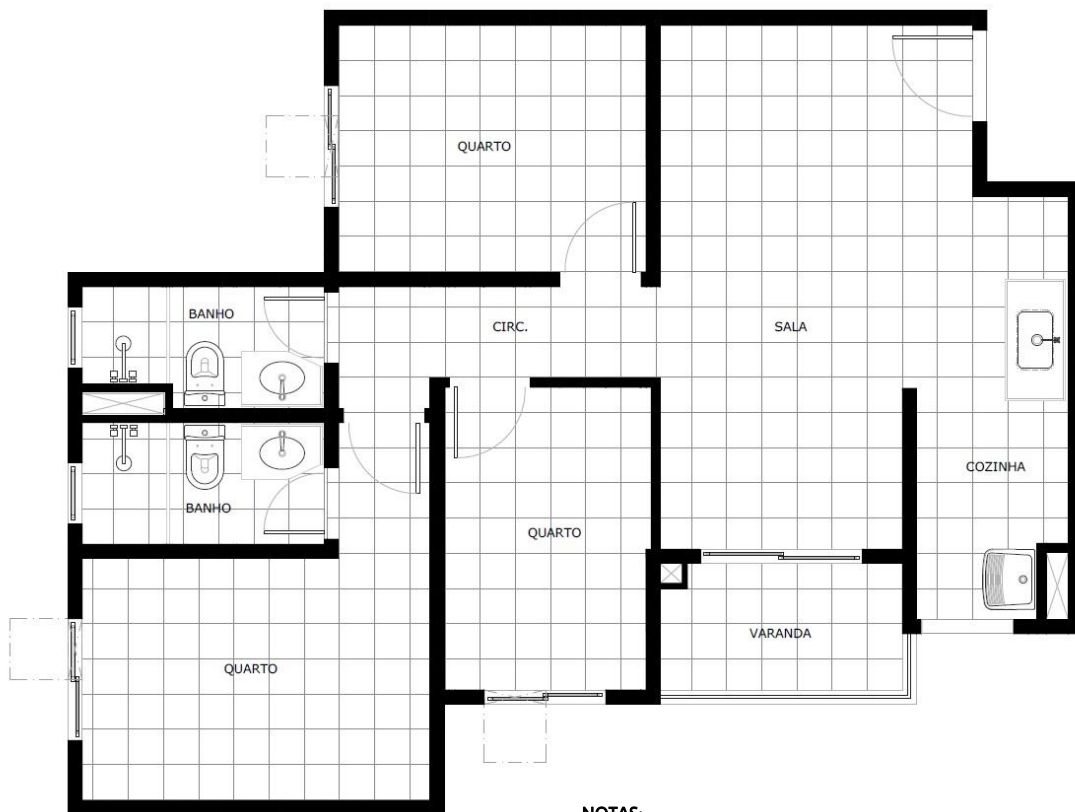 QUARTO
BANHO
CIRC.
SALA
COZINHA
BANHO
QUARTO
VARANDA
QUARTO
NOTAS: